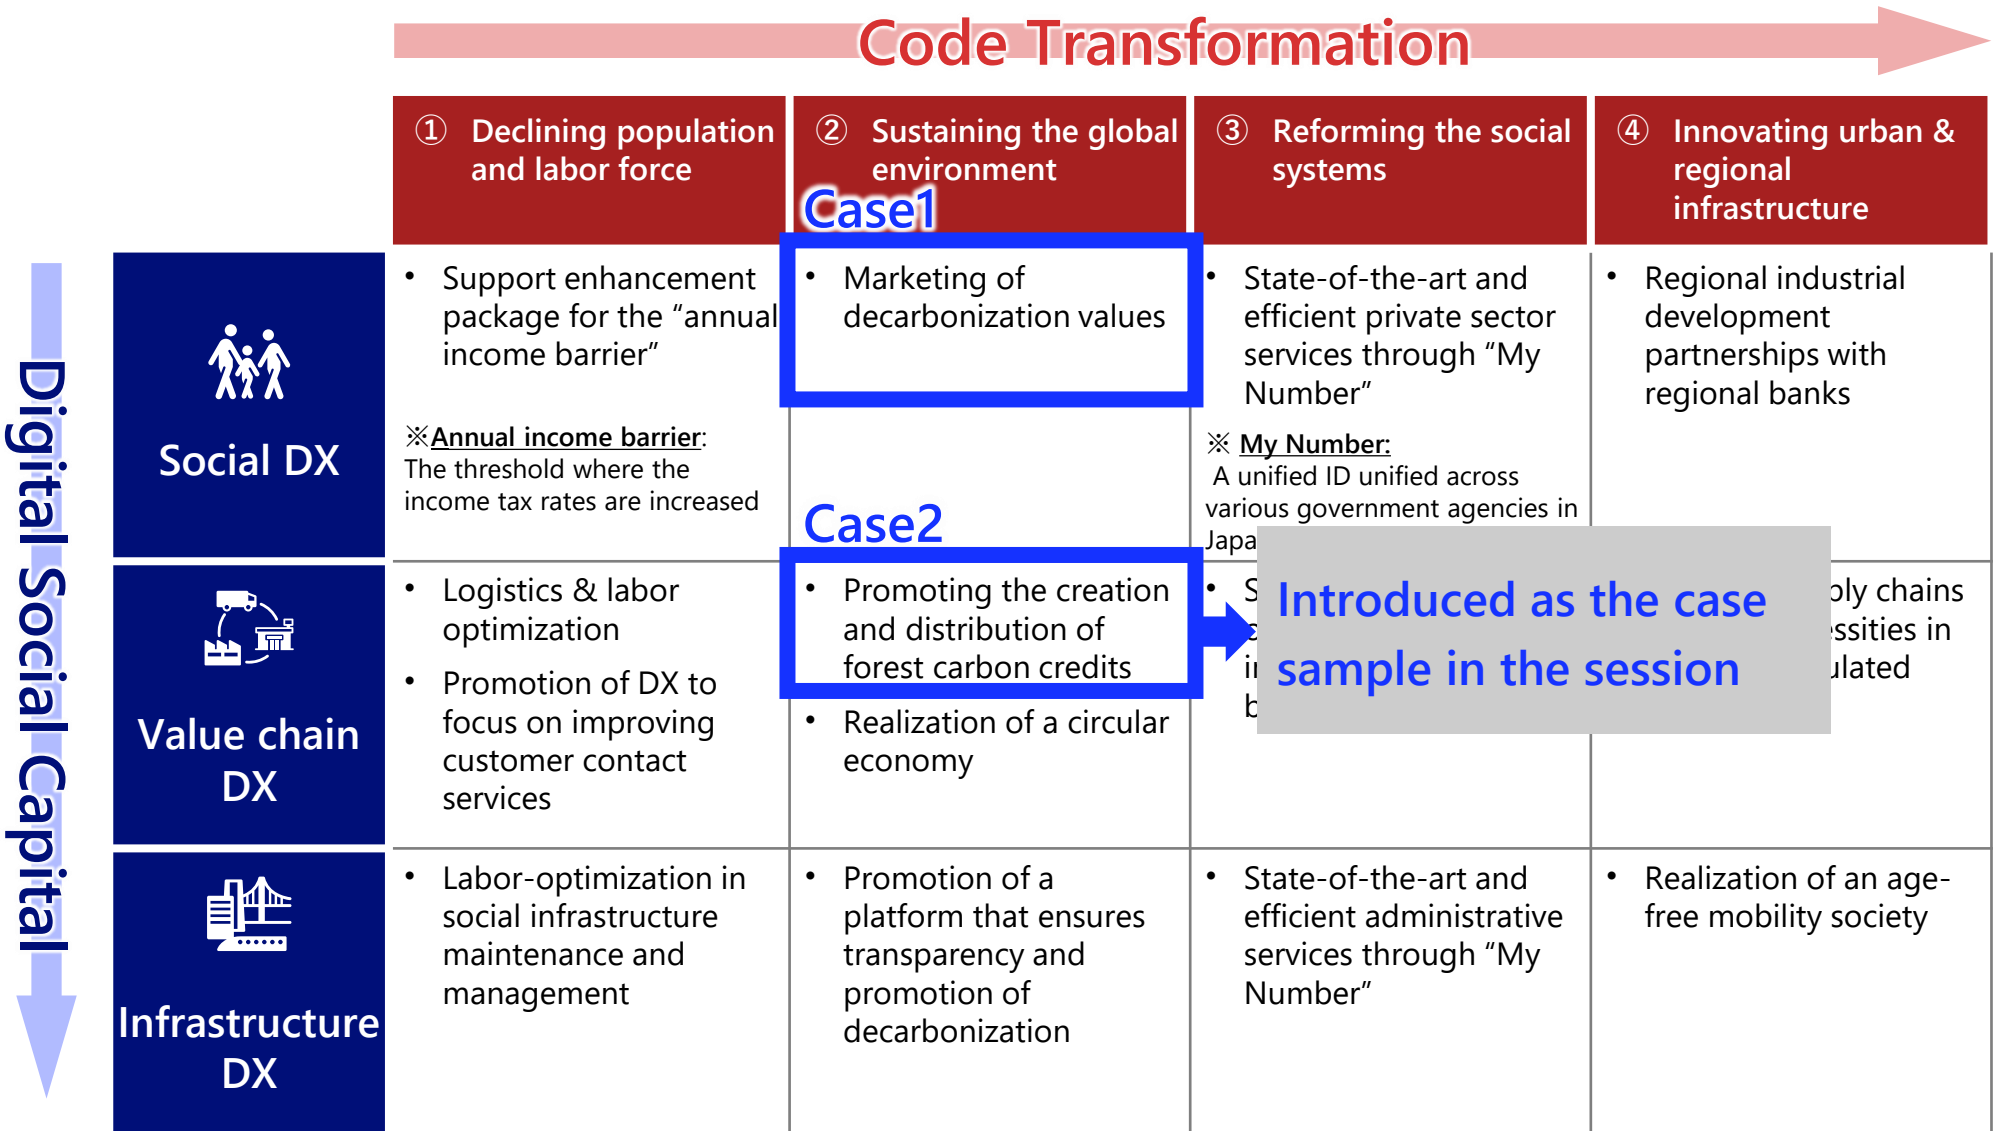 Code Transformation
① Declining population
and labor force
② Sustaining the global
environment
③ Reforming the social
systems
④ Innovating urban &
regional
infrastructure
Digital Social Capital
Social DX
• Support enhancement
package for the “annual
income barrier”
※Annual income barrier:
The threshold where the
income tax rates are increased
Case1
• Marketing of
decarbonization values
• State-of-the-art and
efficient private sector
services through “My
Number”
※ My Number:
A unified ID unified across
various government agencies in
• Regional industrial
development
partnerships with
regional banks
Value chain
DX
• Logistics & labor
optimization
• Promotion of DX to
focus on improving
customer contact
services
Case2
• Promoting the creation
and distribution of
forest carbon credits
• Realization of a circular
economy
Introduced as the case
sample in the session
chains
in
Infrastructure
DX
• Labor-optimization in
social infrastructure
maintenance and
management
• Promotion of a
platform that ensures
transparency and
promotion of
decarbonization
• State-of-the-art and
efficient administrative
services through “My
Number”
• Realization of an age-
free mobility society